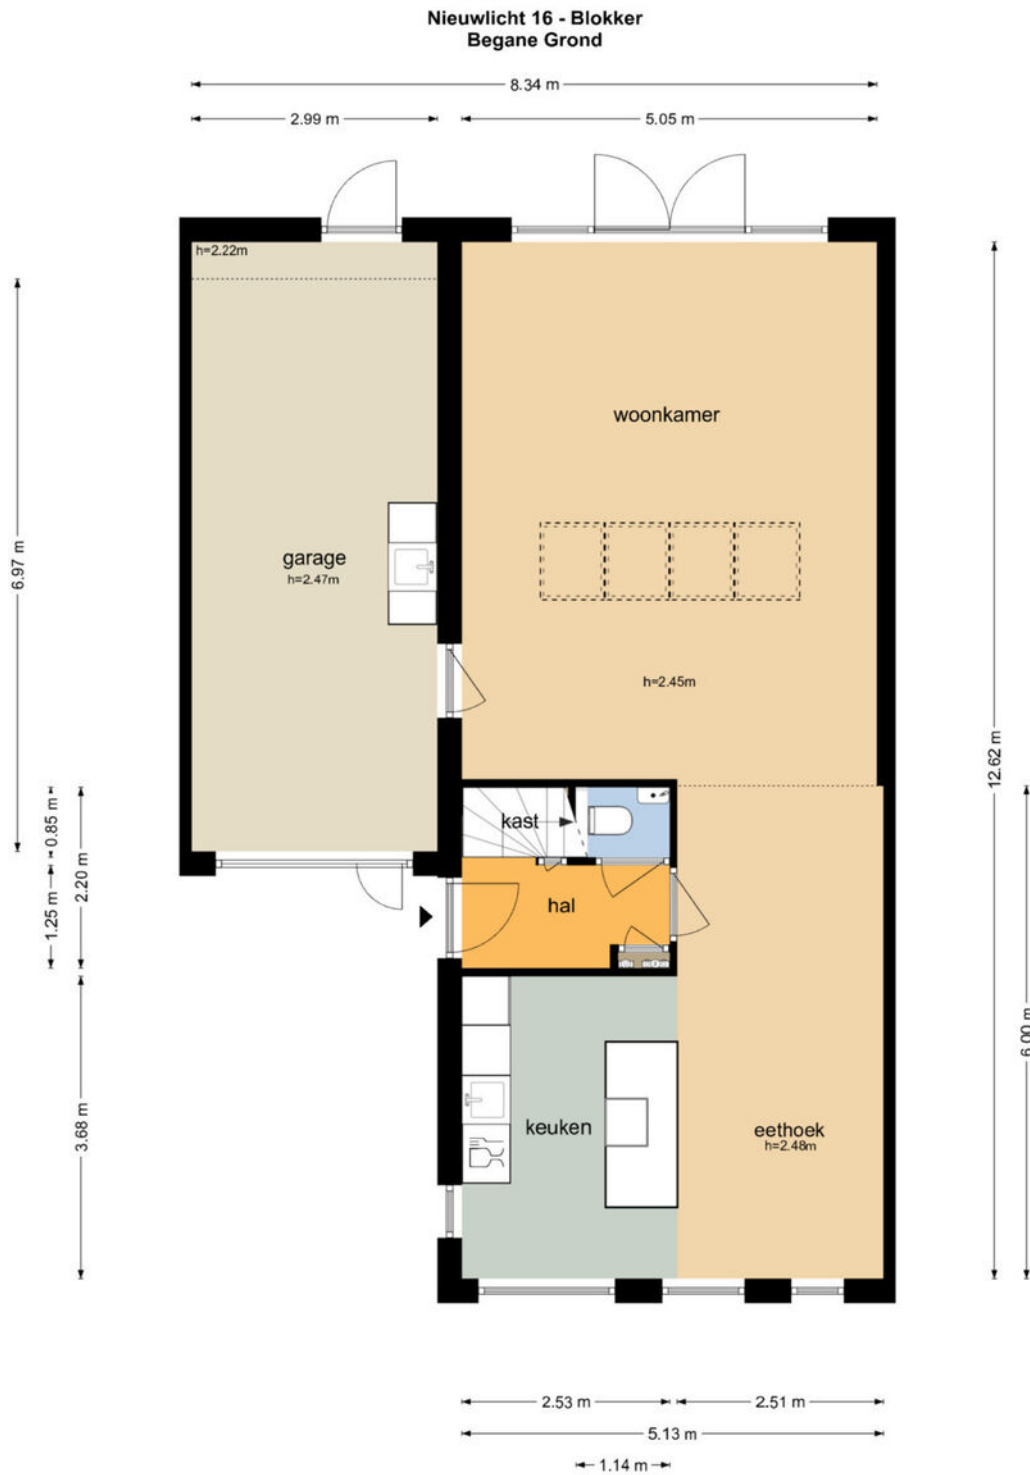 Nieuwlicht 16 - Blokker
Begane Grond
8.34 m
2.99 m
5.05 m
h=2.22m
woonkamer
6.97 m
garage
h=2.47m
h=2.45m
12.62 m
0.85 m
2.20 m
1.25 m
kast
hal
6.00 m
3.68 m
keuken
eethoek
h=2.48m
2.53 m
2.51 m
5.13 m
1.14 m